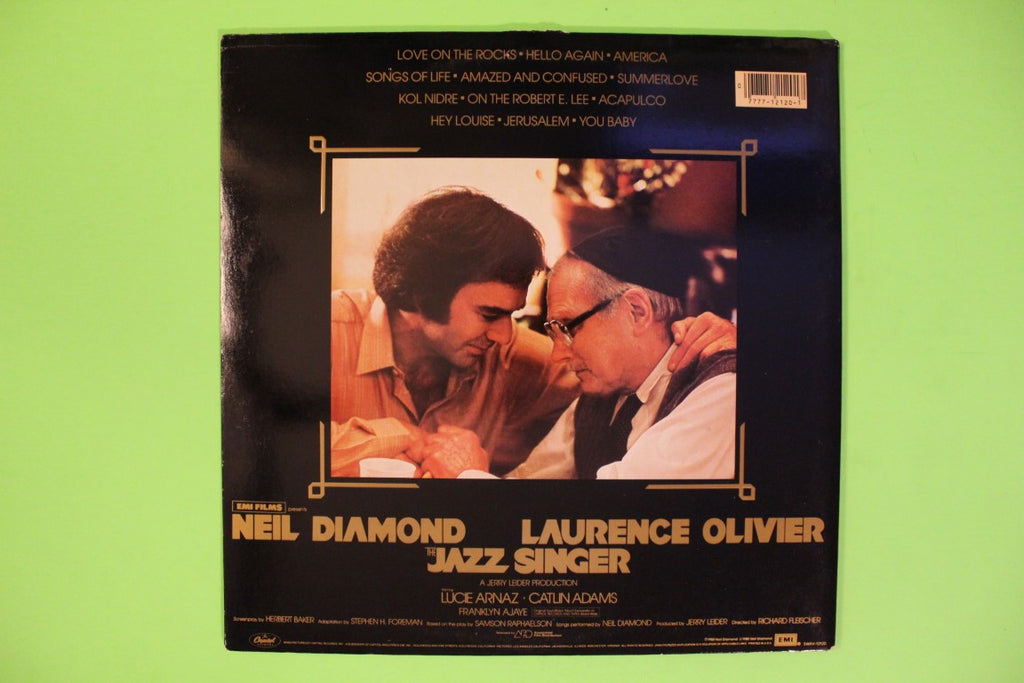 LOVE ON THE ROCKS ▪ HELLO AGAIN ▪ AMERICA
SONGS OF LIFE ▪ AMAZED AND CONFUSED ▪ SUMMERLOVE
KOL NIDRE ▪ ON THE ROBERT E. LEE ▪ ACAPULCO
HEY LOUISE ▪ JERUSALEM ▪ YOU BABY
0
7777-12120-1
EMI FILMS presents
NEIL DIAMOND LAURENCE OLIVIER
THE JAZZ SINGER
A JERRY LEIDER PRODUCTION
LUCIE ARNAZ · CATLIN ADAMS
FRANKLYN AJAYE
Screenplay by HERBERT BAKER Adaptation by STEPHEN H. FOREMAN Based on the play by SAMSON RAPHAELSON Songs performed by NEIL DIAMOND Produced by JERRY LEIDER Directed by RICHARD FLEISCHER
Capitol
EMI